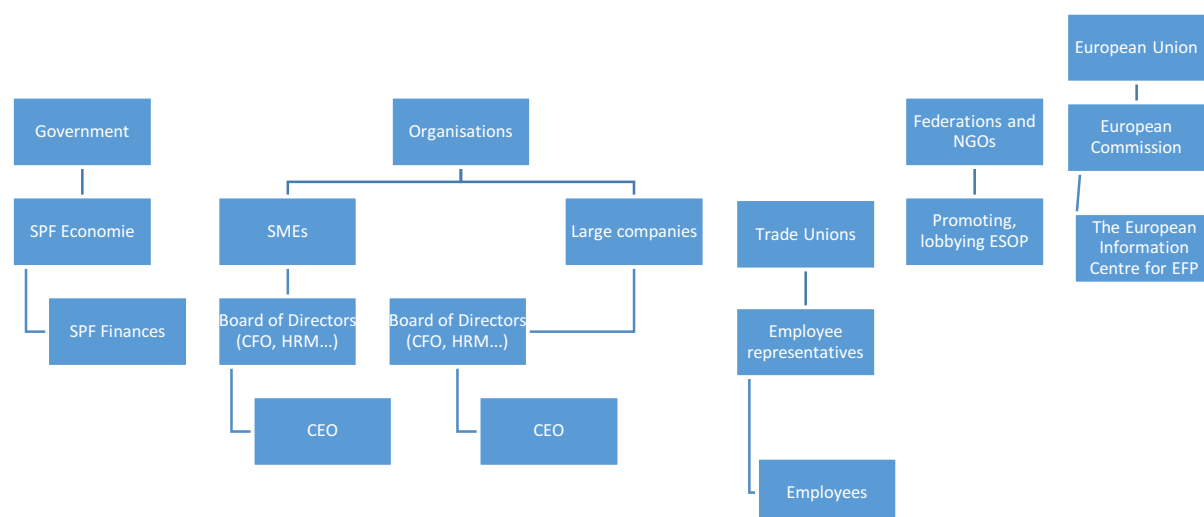 European Union
Government
Organisations
Federations and
NGOs
European
Commission
SPF Economie
SMEs
Large companies
Trade Unions
Promoting,
lobbying ESOP
The European
Information
Centre for EFP
SPF Finances
Board of Directors
(CFO, HRM...)
Board of Directors
(CFO, HRM...)
Employee
representatives
CEO
CEO
Employees